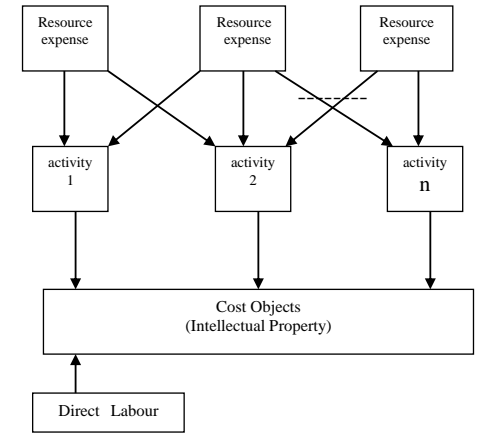 Resource
expense
Resource
expense
Resource
expense
activity
1
activity
2
activity
n
Cost Objects
(Intellectual Property)
Direct Labour